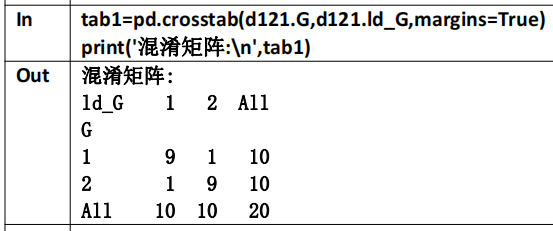 In tab1=pd.crosstab(d121.G,d121.ld_G,margins=True)
print('混淆矩阵:\n',tab1)
Out 混淆矩阵:
ld_G 1 2 All
G
1 9 1 10
2 1 9 10
All 10 10 20